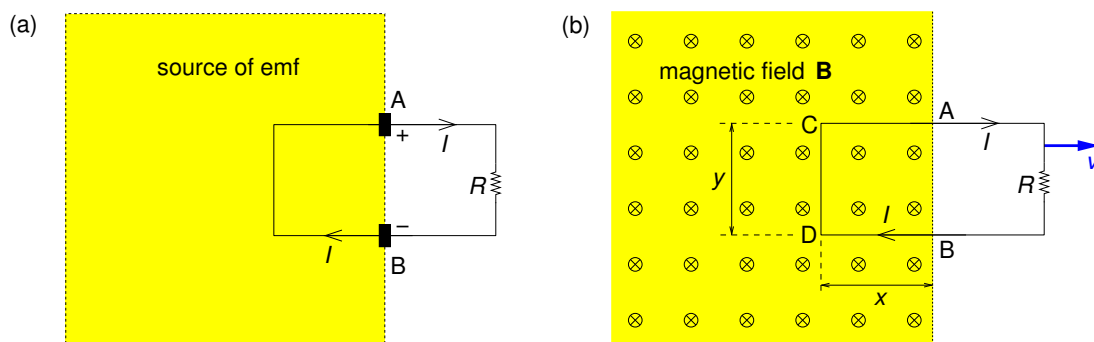 (a)
source of emf
A
+
I
R
−
I
B
(b)
magnetic field B
C
A
I
v
y
R
I
D
B
x